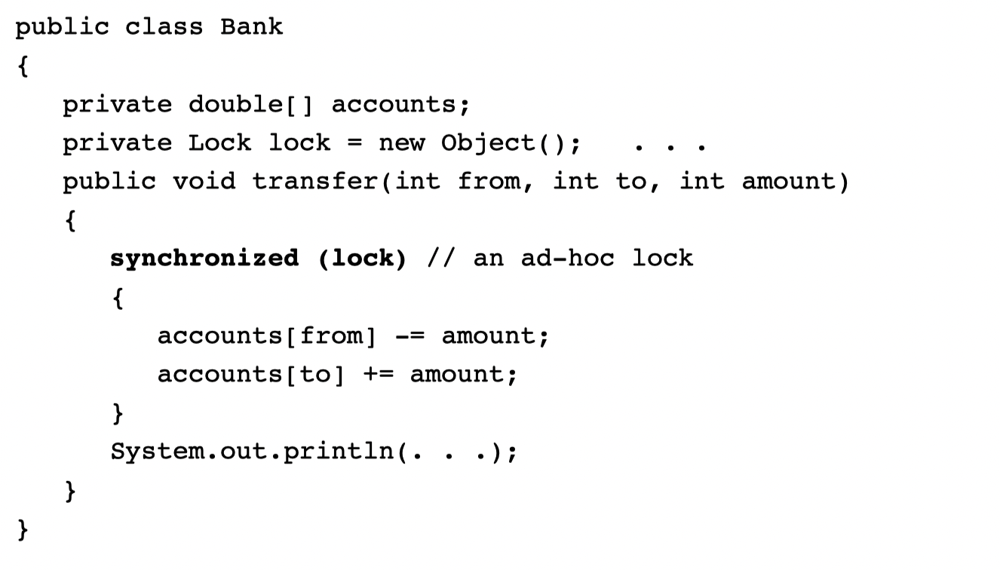 public class Bank
{
   private double[] accounts;
   private Lock lock = new Object();   . . .
   public void transfer(int from, int to, int amount)
   {
      synchronized (lock) // an ad-hoc lock
      {
         accounts[from] -= amount;
         accounts[to] += amount;
      }
      System.out.println(. . .);
   }
}